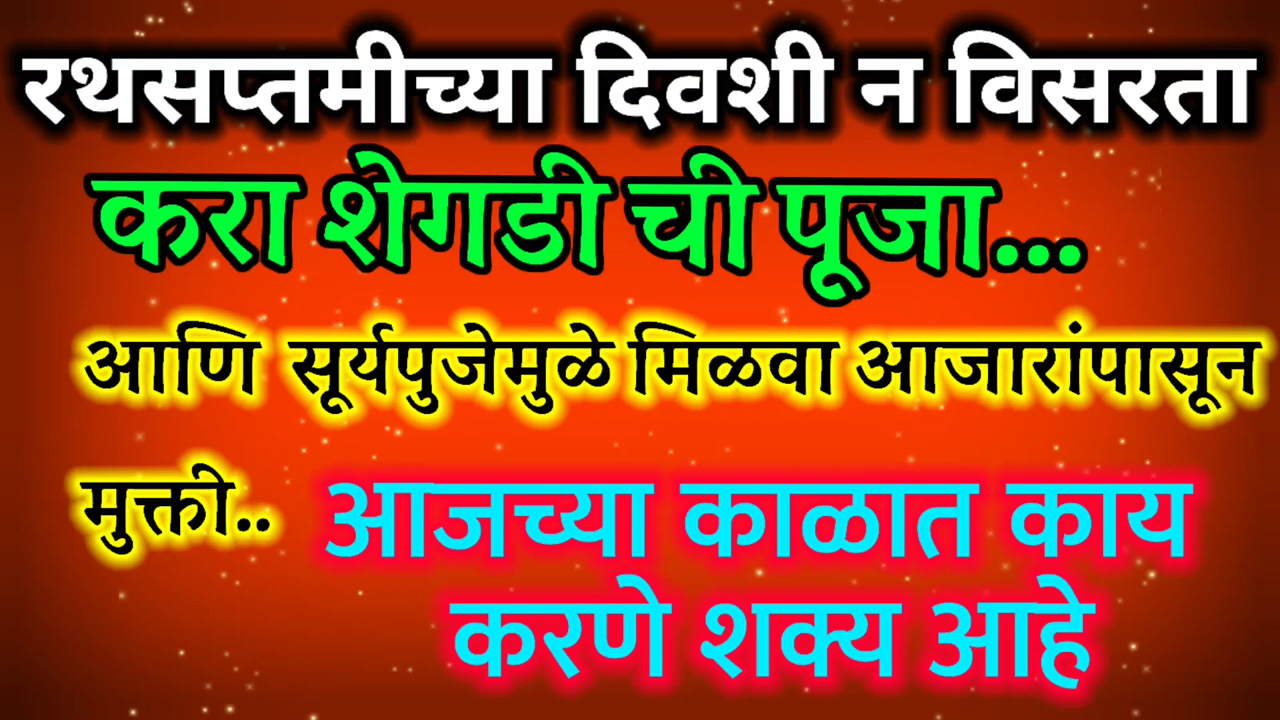 रथसप्तमीच्या दिवशी न विसरता
करा शेगडी ची पूजा...
आणि सूर्यपुजेमुळे मिळवा आजारांपासून
मुक्ती.. आजच्या काळात काय
करणे शक्य आहे